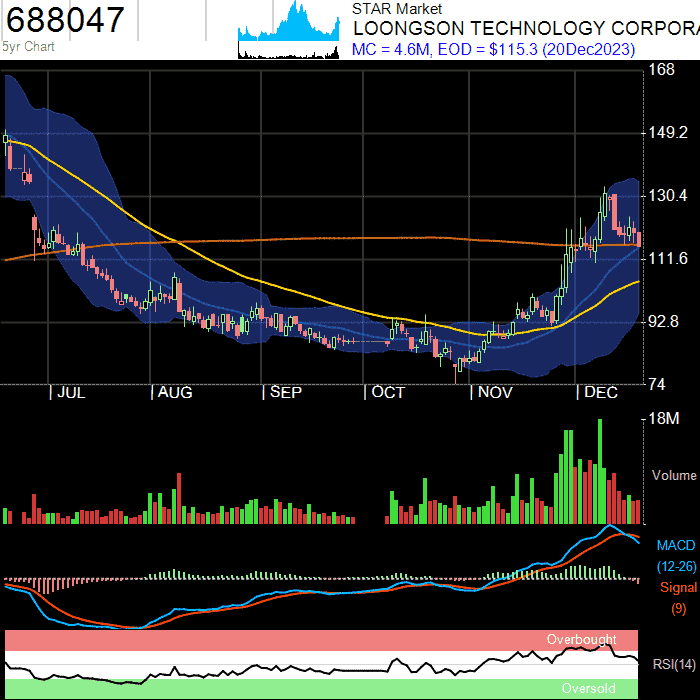 688047
5yr Chart
STAR Market
LOONGSON TECHNOLOGY CORPORA
MC = 4.6M, EOD = $115.3 (20Dec2023)
168
149.2
130.4
111.6
92.8
74
JUL AUG SEP OCT NOV DEC
18M
Volume
MACD
(12-26)
Signal
(9)
Overbought
RSI(14)
Oversold